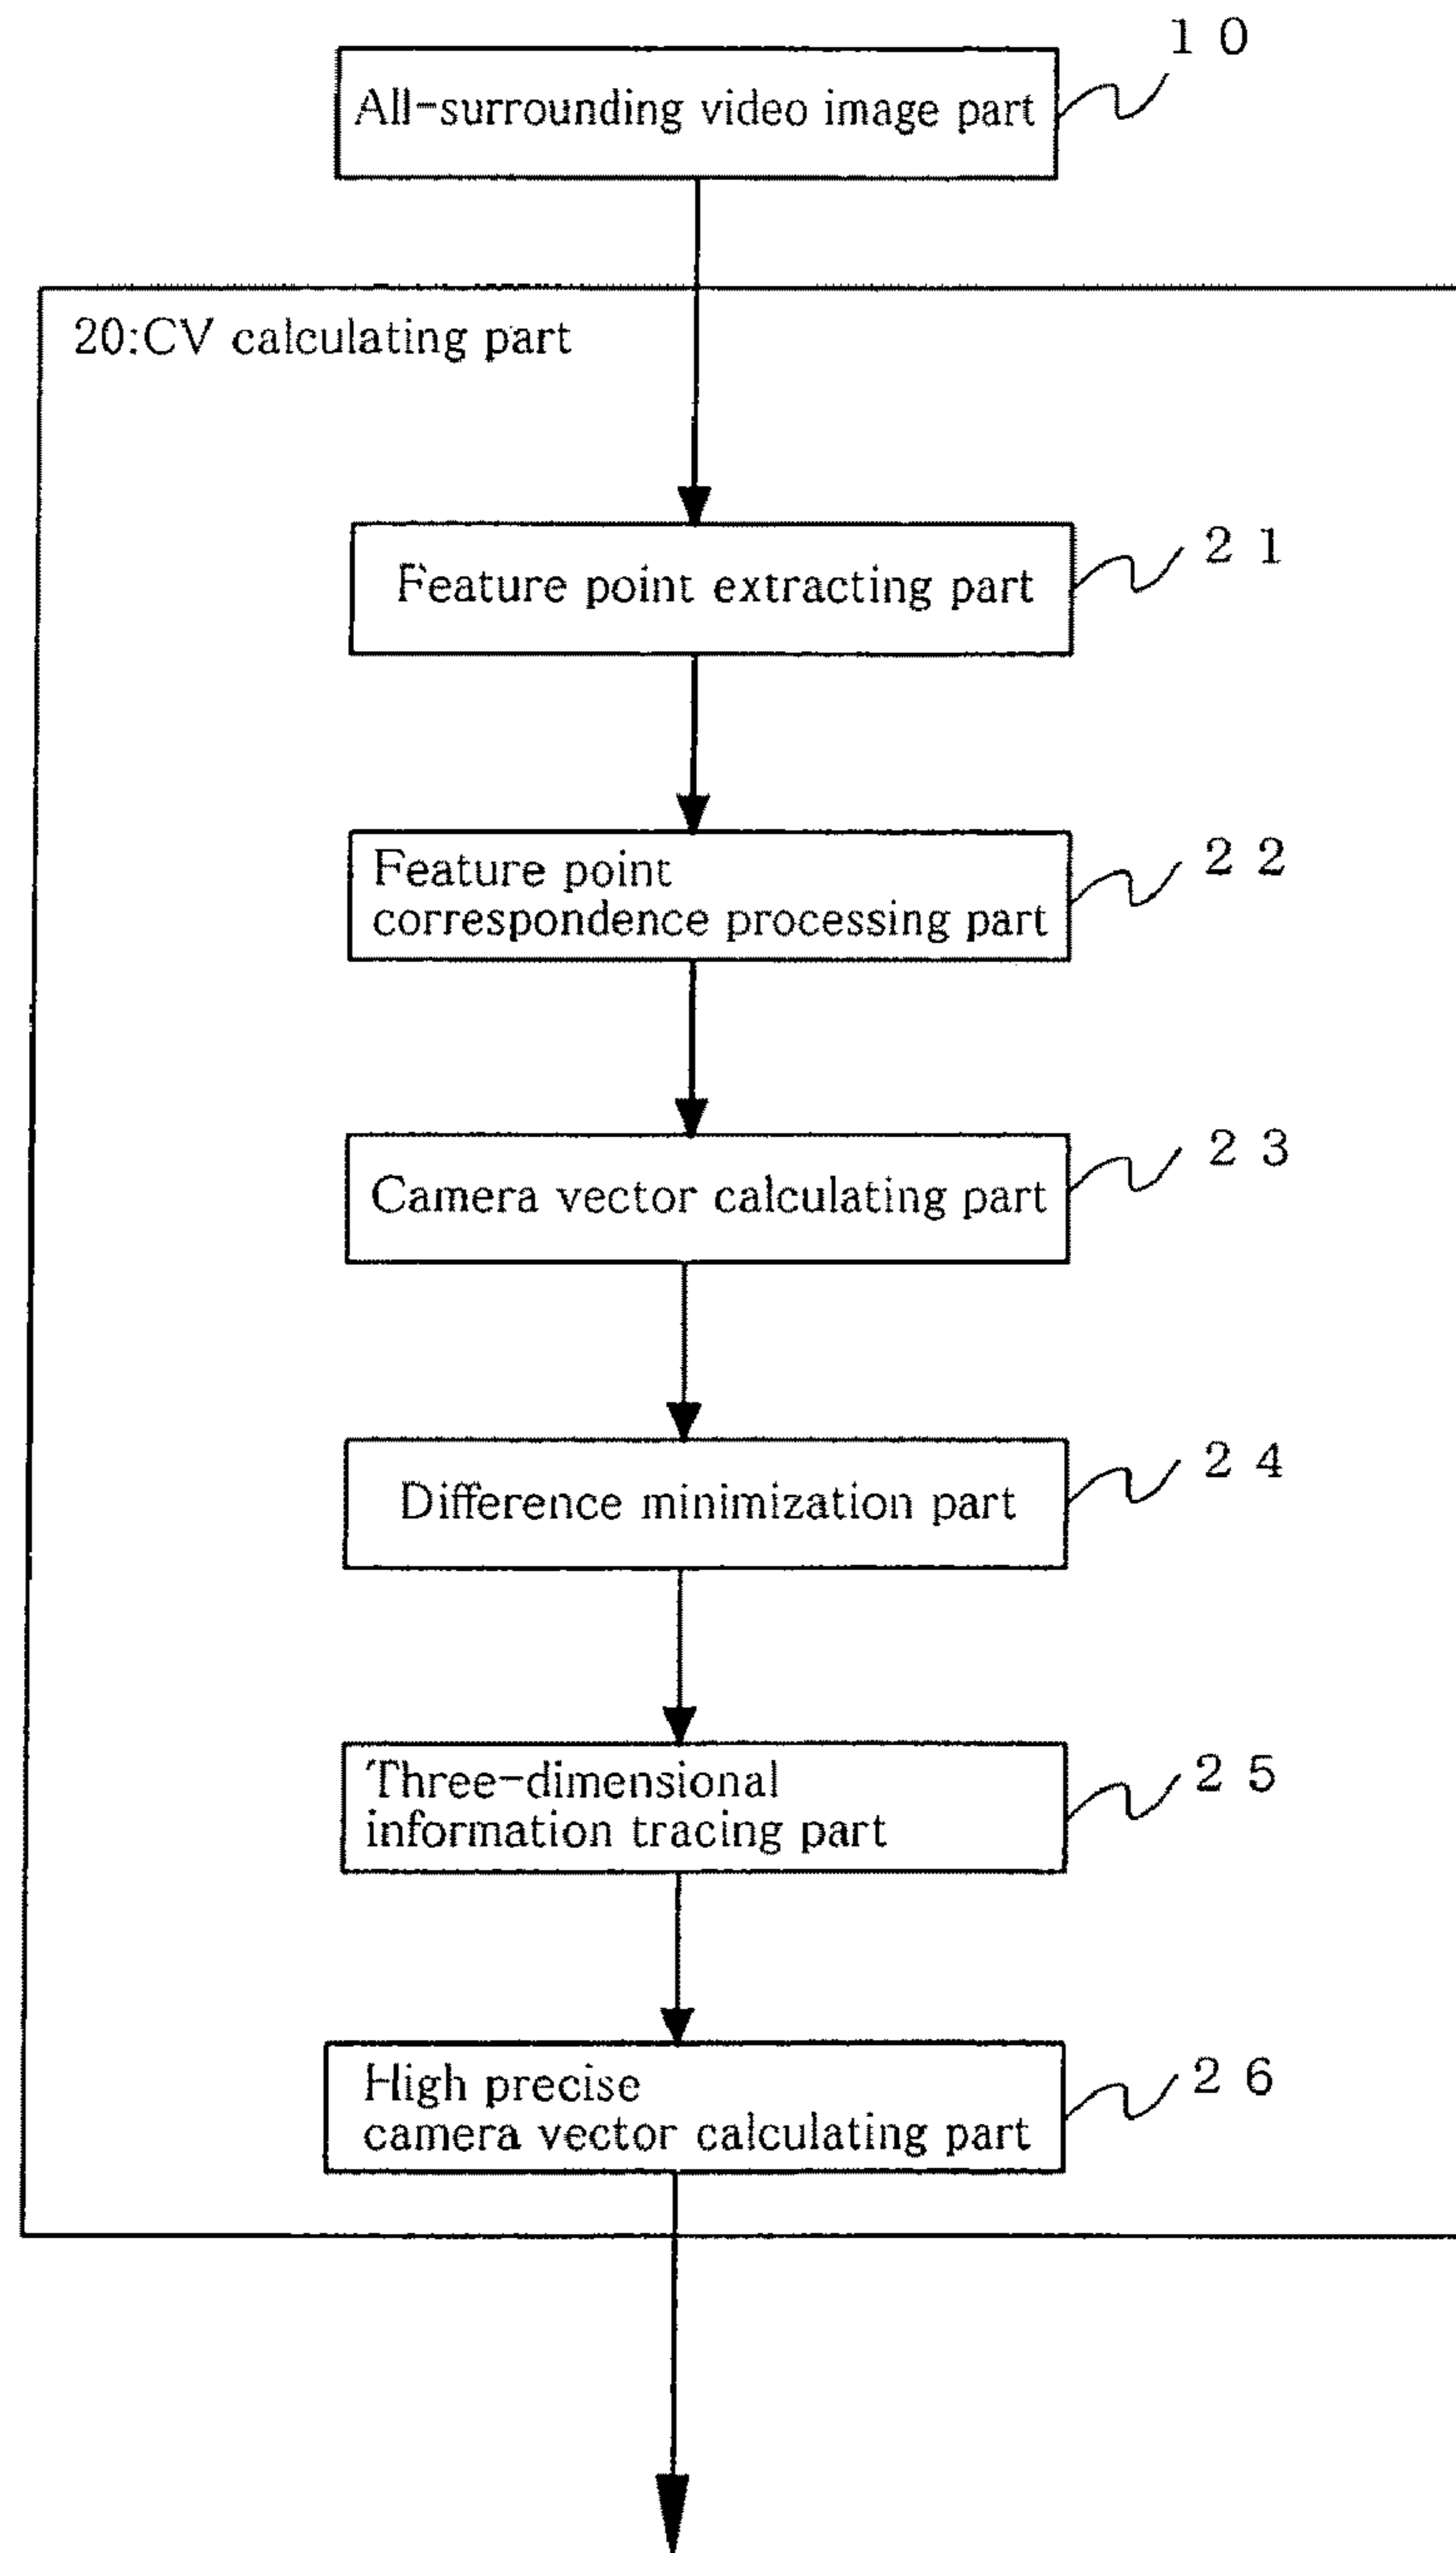 1 0
All-surrounding video image part
20:CV calculating part
Feature point extracting part
2 1
Feature point
correspondence processing part
2 2
Camera vector calculating part
2 3
Difference minimization part
2 4
Three-dimensional
information tracing part
2 5
High precise
camera vector calculating part
2 6